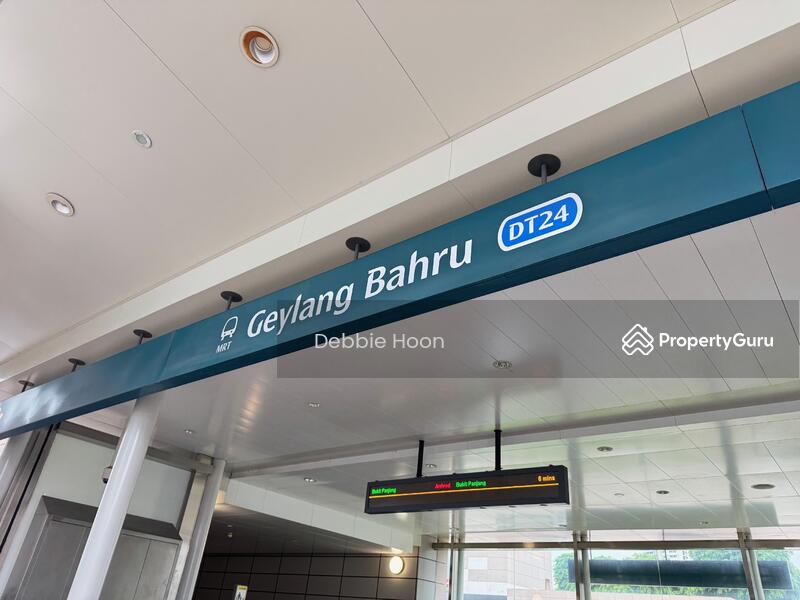 MRT Geylang Bahru DT24
Debbie Hoon
PropertyGuru
Bukit Panjang Arrived Bukit Panjang 6 mins